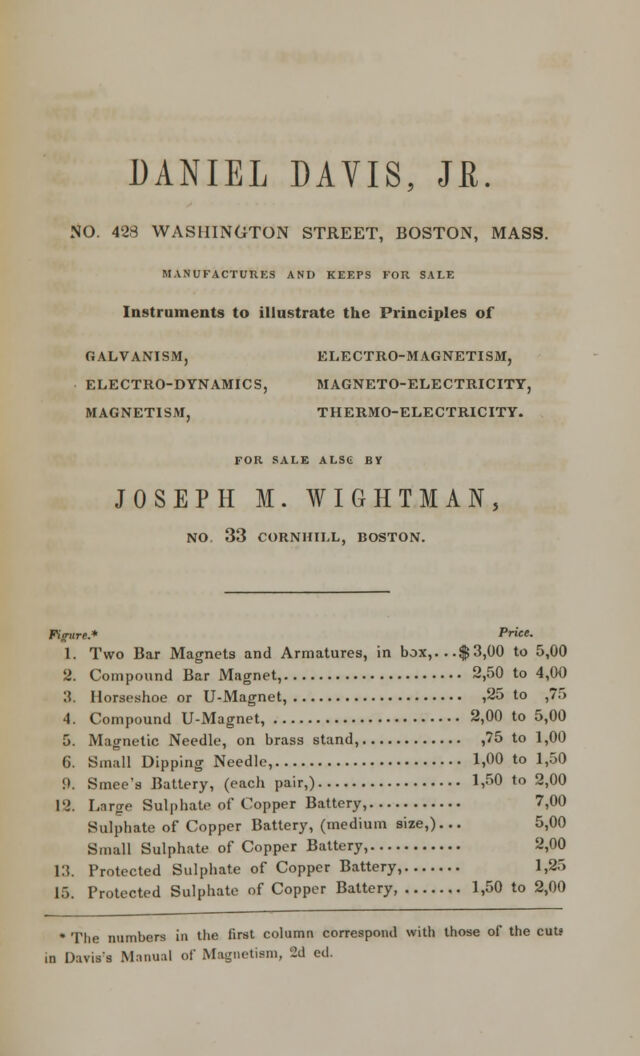 DANIEL DAVIS, JR.
NO. 428 WASHINGTON STREET, BOSTON, MASS.
MANUFACTURES AND KEEPS FOR SALE
Instruments to illustrate the Principles of
GALVANISM, ELECTRO-MAGNETISM,
ELECTRO-DYNAMICS, MAGNETO-ELECTRICITY,
MAGNETISM, THERMO-ELECTRICITY.
FOR SALE ALSO BY
JOSEPH M. WIGHTMAN,
NO. 33 CORNHILL, BOSTON.
Figure.* Price.
1. Two Bar Magnets and Armatures, in box,...$3,00 to 5,00
2. Compound Bar Magnet,...................... 2,50 to 4,00
3. Horseshoe or U-Magnet, ..................... ,25 to ,75
4. Compound U-Magnet, ....................... 2,00 to 5,00
5. Magnetic Needle, on brass stand,............ ,75 to 1,00
6. Small Dipping Needle,....................... 1,00 to 1,50
9. Smee's Battery, (each pair,).................. 1,50 to 2,00
12. Large Sulphate of Copper Battery,........... 7,00
Sulphate of Copper Battery, (medium size,)... 5,00
Small Sulphate of Copper Battery,........... 2,00
13. Protected Sulphate of Copper Battery,....... 1,25
15. Protected Sulphate of Copper Battery, ....... 1,50 to 2,00
* The numbers in the first column correspond with those of the cuts
in Davis's Manual of Magnetism, 2d ed.